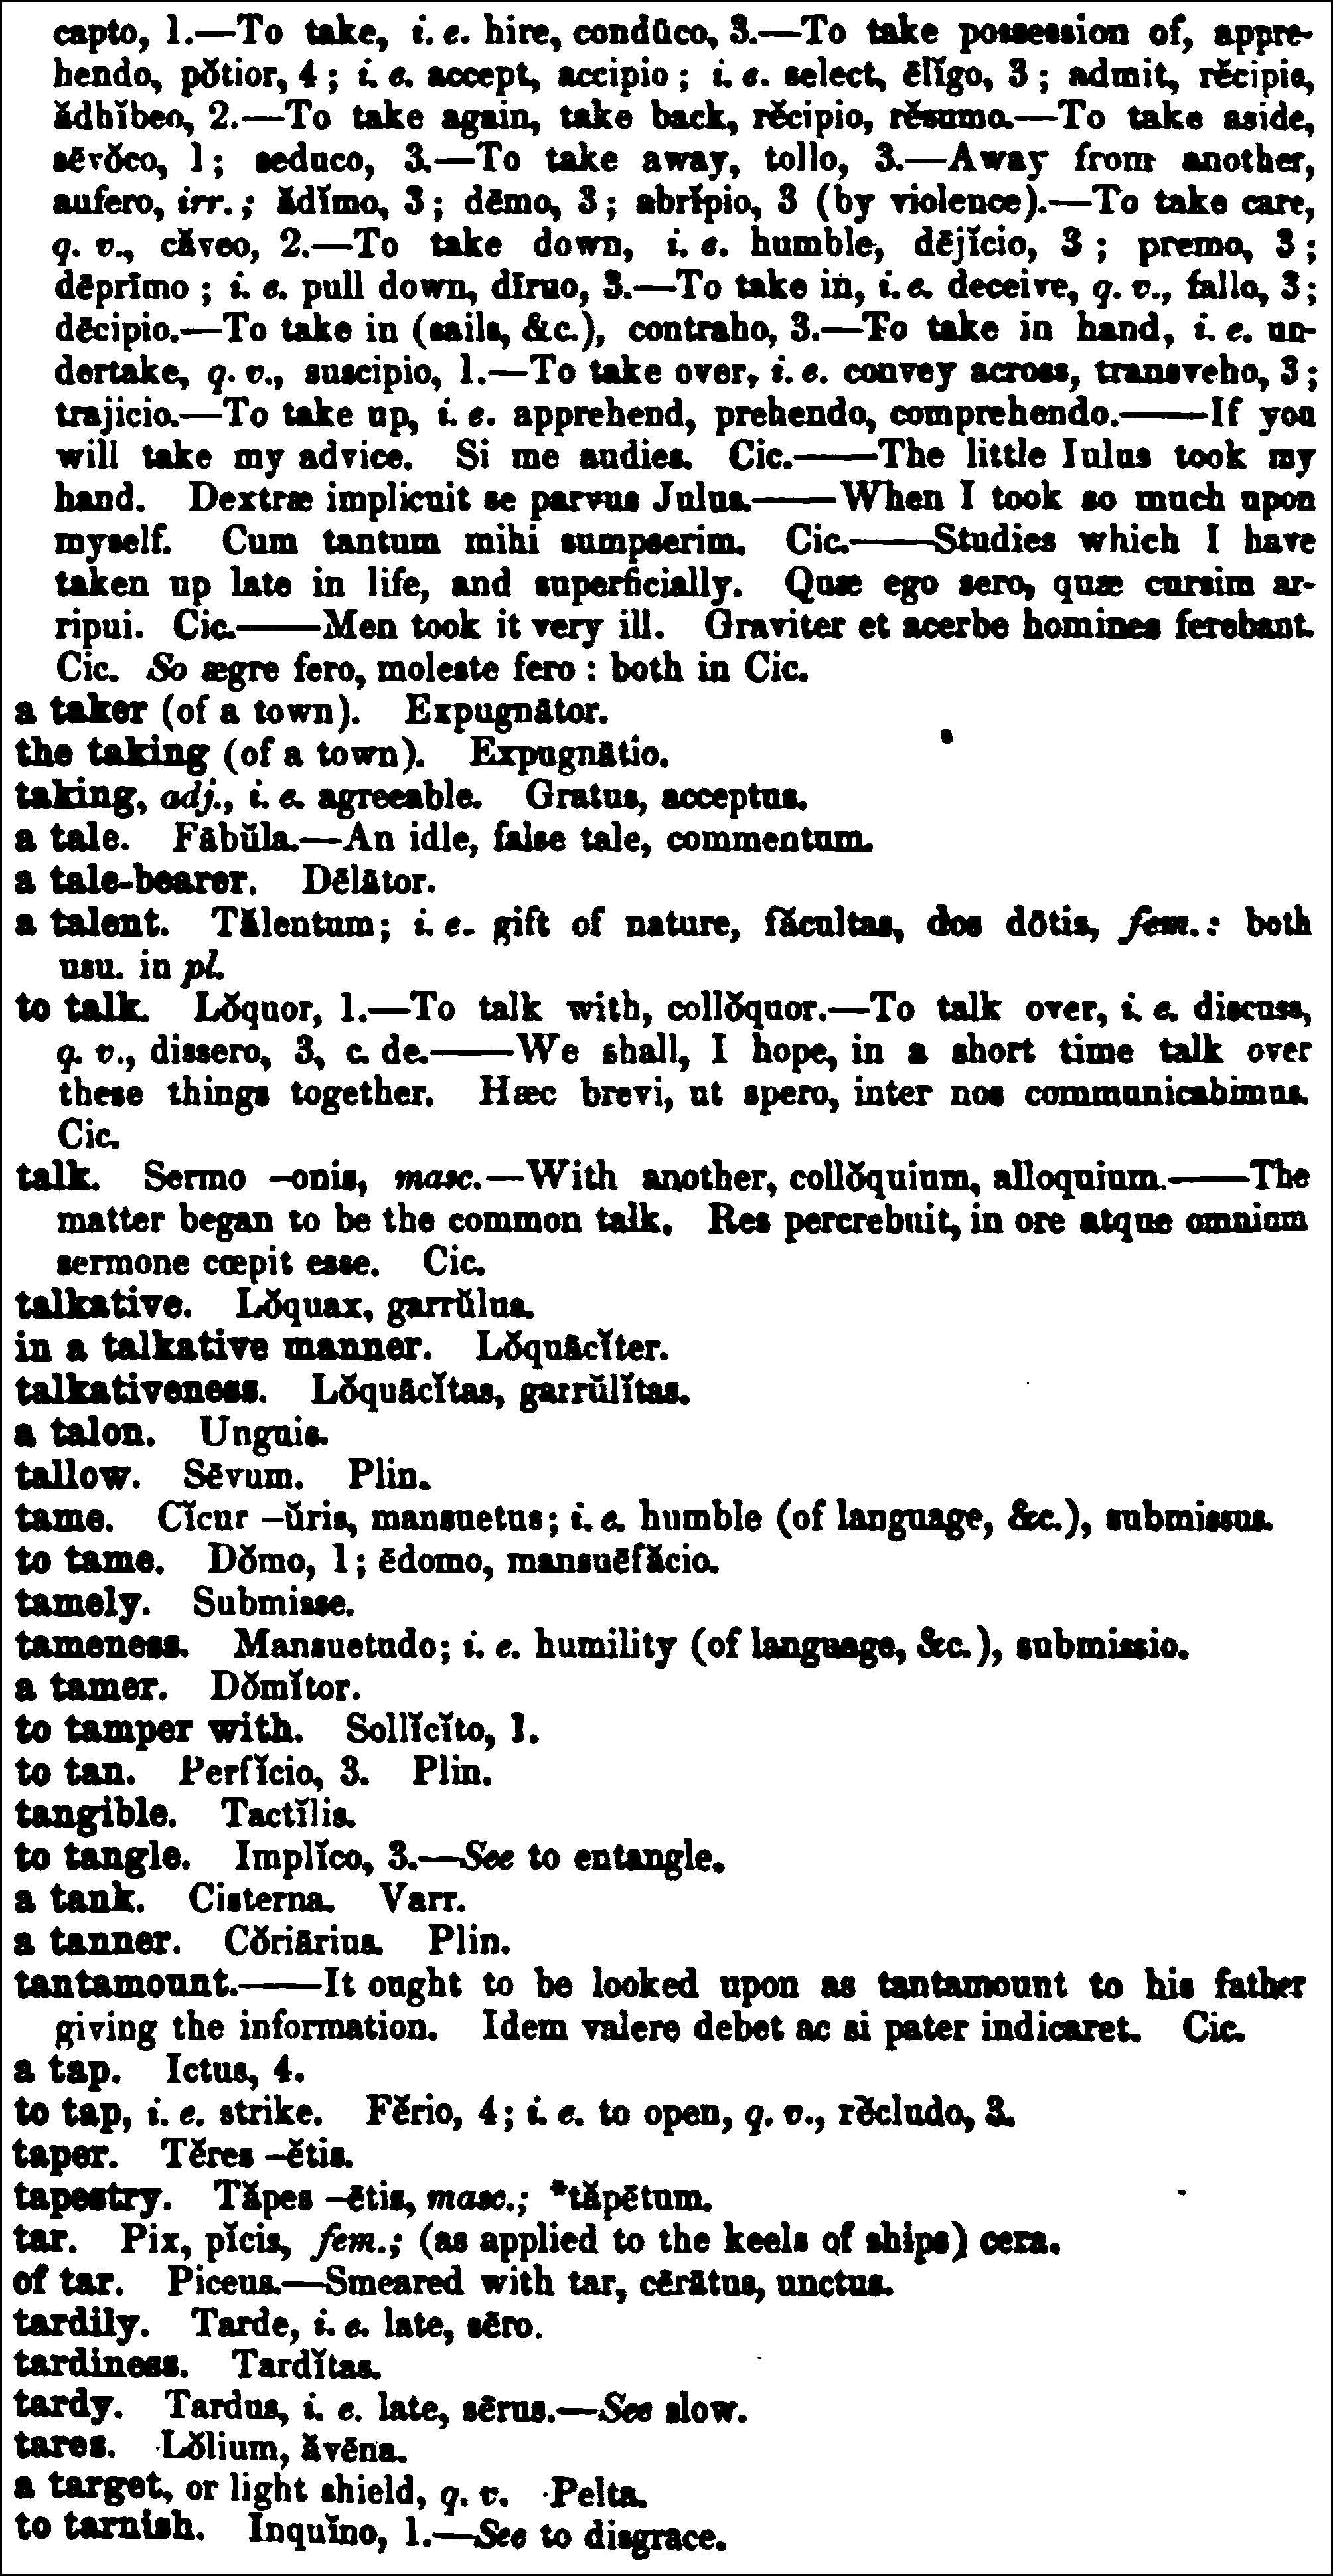 capto, 1.—To take, i. e. hire, condūco, 3.—To take possession of, appre-
hendo, pŏtior, 4; i. e. accept, accipio; i. e. select, ēlĭgo, 3; admit, rĕcipio,
ădhĭbeo, 2.—To take again, take back, rĕcipio, rĕsumo.—To take aside,
sēvŏco, 1; seduco, 3.—To take away, tollo, 3.—Away from another,
aufero, irr.; ădĭmo, 3; dēmo, 3; abrĭpio, 3 (by violence).—To take care,
q. v., căveo, 2.—To take down, i. e. humble, dējĭcio, 3; premo, 3;
dēprĭmo; i. e. pull down, dīruo, 3.—To take in, i. e. deceive, q. v., fallo, 3;
dēcipio.—To take in (sails, &c.), contraho, 3.—To take in hand, i. e. un-
dertake, q. v., suscipio, 1.—To take over, i. e. convey across, transveho, 3;
trajicio.—To take up, i. e. apprehend, prehendo, comprehendo.——If you
will take my advice. Si me audies. Cic.——The little Iulus took my
hand. Dextræ implicuit se parvus Julus.——When I took so much upon
myself. Cum tantum mihi sumpserim. Cic.——Studies which I have
taken up late in life, and superficially. Quæ ego sero, quæ cursim ar-
ripui. Cic.——Men took it very ill. Graviter et acerbe homines ferebant.
Cic. So ægre fero, moleste fero : both in Cic.
a taker (of a town). Expugnātor.
the taking (of a town). Expugnātio.
taking, adj., i. e. agreeable. Gratus, acceptus.
a tale. Fābŭla.—An idle, false tale, commentum.
a tale-bearer. Dēlātor.
a talent. Tălentum; i. e. gift of nature, făcultas, dos dōtis, fem.: both
usu. in pl.
to talk. Lŏquor, 1.—To talk with, collŏquor.—To talk over, i. e. discuss,
q. v., dissero, 3, c. de.——We shall, I hope, in a short time talk over
these things together. Hæc brevi, ut spero, inter nos communicabimus.
Cic.
talk. Sermo –onis, masc.—With another, collŏquium, alloquium.——The
matter began to be the common talk. Res percrebuit, in ore atque omnium
sermone cœpit esse. Cic.
talkative. Lŏquax, garrŭlus.
in a talkative manner. Lŏquācĭter.
talkativeness. Lŏquācĭtas, garrŭlĭtas.
a talon. Unguis.
tallow. Sēvum. Plin.
tame. Cĭcur –ŭris, mansuetus; i. e. humble (of language, &c.), submissus.
to tame. Dŏmo, 1; ēdomo, mansuēfăcio.
tamely. Submisse.
tameness. Mansuetudo; i. e. humility (of language, &c.), submissio.
a tamer. Dŏmĭtor.
to tamper with. Sollĭcĭto, 1.
to tan. Perfĭcio, 3. Plin.
tangible. Tactĭlis.
to tangle. Implĭco, 3.—See to entangle.
a tank. Cisterna. Varr.
a tanner. Cŏriārius. Plin.
tantamount.——It ought to be looked upon as tantamount to his father
giving the information. Idem valere debet ac si pater indicaret. Cic.
a tap. Ictus, 4.
to tap, i. e. strike. Fĕrio, 4; i. e. to open, q. v., rĕcludo, 3.
taper. Tĕres –ĕtis.
tapestry. Tăpes –ētis, masc.; *tăpētum.
tar. Pix, pĭcis, fem.; (as applied to the keels of ships) cera.
of tar. Piceus.—Smeared with tar, cērātus, unctus.
tardily. Tarde, i. e. late, sēro.
tardiness. Tardĭtas.
tardy. Tardus, i. e. late, sērus.—See slow.
tares. Lŏlium, ăvēna.
a target, or light shield, q. v. Pelta.
to tarnish. Inquĭno, 1.—See to disgrace.